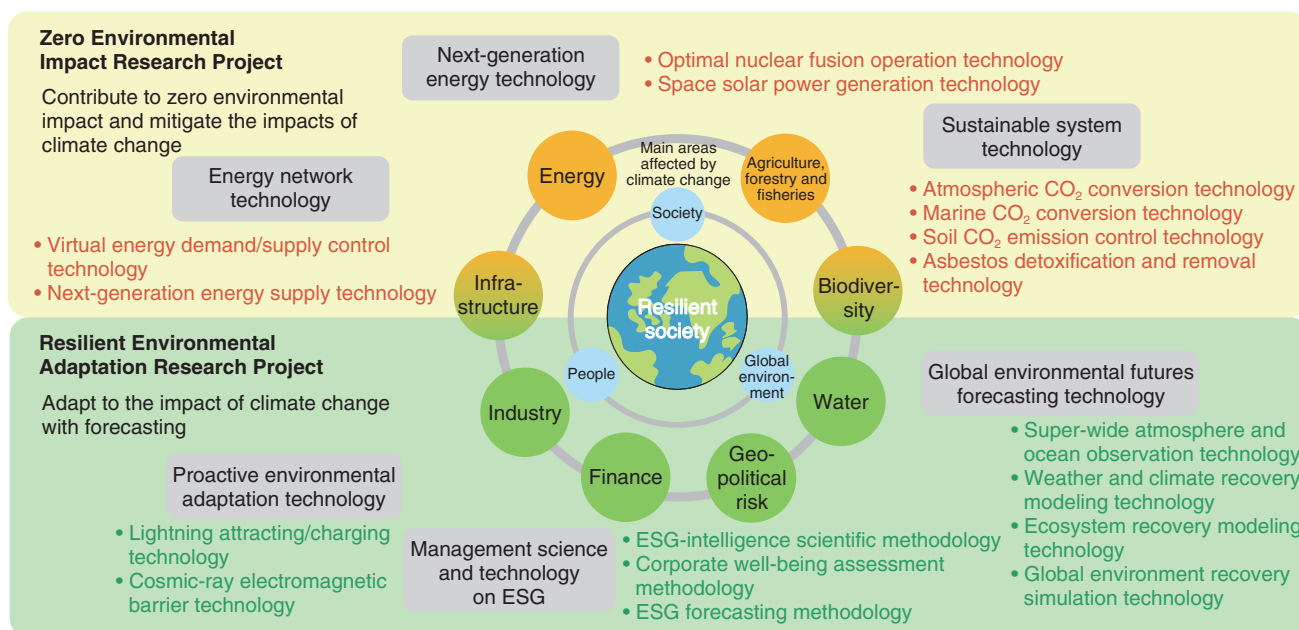 Zero Environmental
Impact Research Project
Contribute to zero environmental
impact and mitigate the impacts of
climate change
Next-generation
energy technology
• Optimal nuclear fusion operation technology
• Space solar power generation technology
Sustainable system
technology
• Atmospheric CO₂ conversion technology
• Marine CO₂ conversion technology
• Soil CO₂ emission control technology
• Asbestos detoxification and removal
technology
Energy network
technology
• Virtual energy demand/supply control
technology
• Next-generation energy supply technology
Main areas
affected by
climate change
Energy
Agriculture,
forestry and
fisheries
Society
Infra-
structure
Resilient
society
Biodiver-
sity
People
Global
environ-
ment
Industry
Water
Finance
Geo-
political
risk
Resilient Environmental
Adaptation Research Project
Adapt to the impact of climate change
with forecasting
Proactive environmental
adaptation technology
• Lightning attracting/charging
technology
• Cosmic-ray electromagnetic
barrier technology
Management science
and technology
on ESG
• ESG-intelligence scientific methodology
• Corporate well-being assessment
methodology
• ESG forecasting methodology
Global environmental futures
forecasting technology
• Super-wide atmosphere and
ocean observation technology
• Weather and climate recovery
modeling technology
• Ecosystem recovery modeling
technology
• Global environment recovery
simulation technology